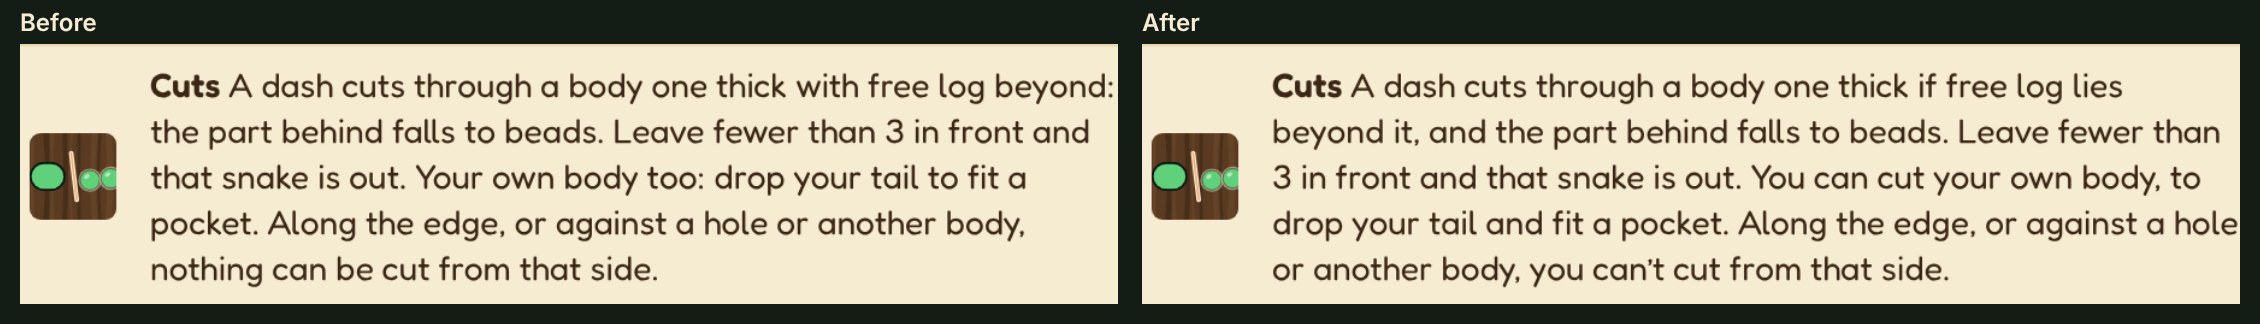 Before
Cuts A dash cuts through a body one thick with free log beyond:
the part behind falls to beads. Leave fewer than 3 in front and
that snake is out. Your own body too: drop your tail to fit a
pocket. Along the edge, or against a hole or another body,
nothing can be cut from that side.
After
Cuts A dash cuts through a body one thick if free log lies
beyond it, and the part behind falls to beads. Leave fewer than
3 in front and that snake is out. You can cut your own body, to
drop your tail and fit a pocket. Along the edge, or against a hole
or another body, you can’t cut from that side.